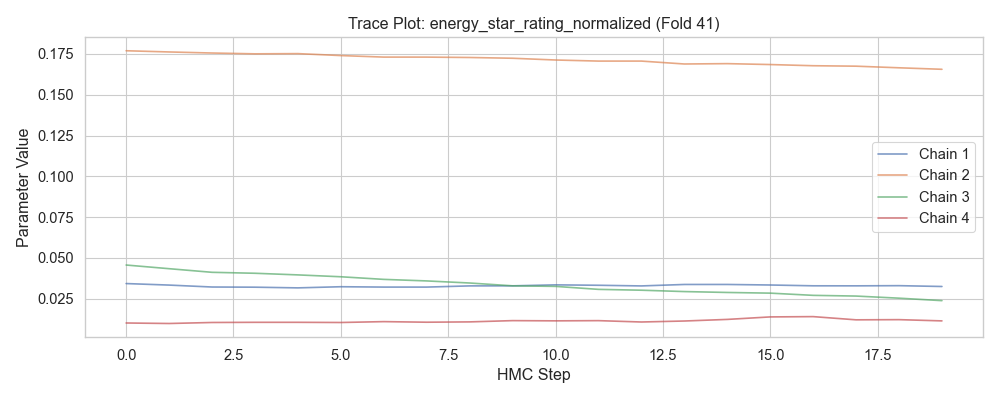 Trace Plot: energy_star_rating_normalized (Fold 41)
Parameter Value
0.175
0.150
0.125
0.100
0.075
0.050
0.025
Chain 1
Chain 2
Chain 3
Chain 4
0.0 2.5 5.0 7.5 10.0 12.5 15.0 17.5
HMC Step